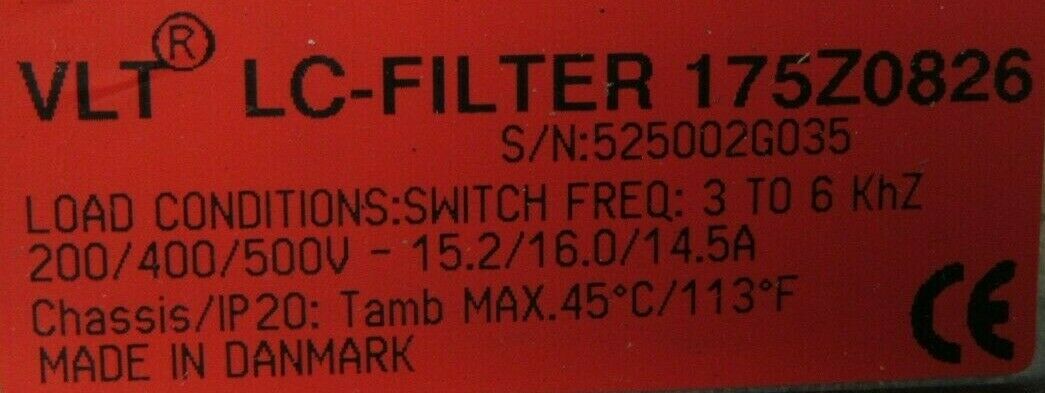 VLT® LC-FILTER 175Z0826
S/N:525002G035
LOAD CONDITIONS:SWITCH FREQ: 3 TO 6 KhZ
200/400/500V - 15.2/16.0/14.5A
Chassis/IP20: Tamb MAX.45°C/113°F
MADE IN DANMARK
CE